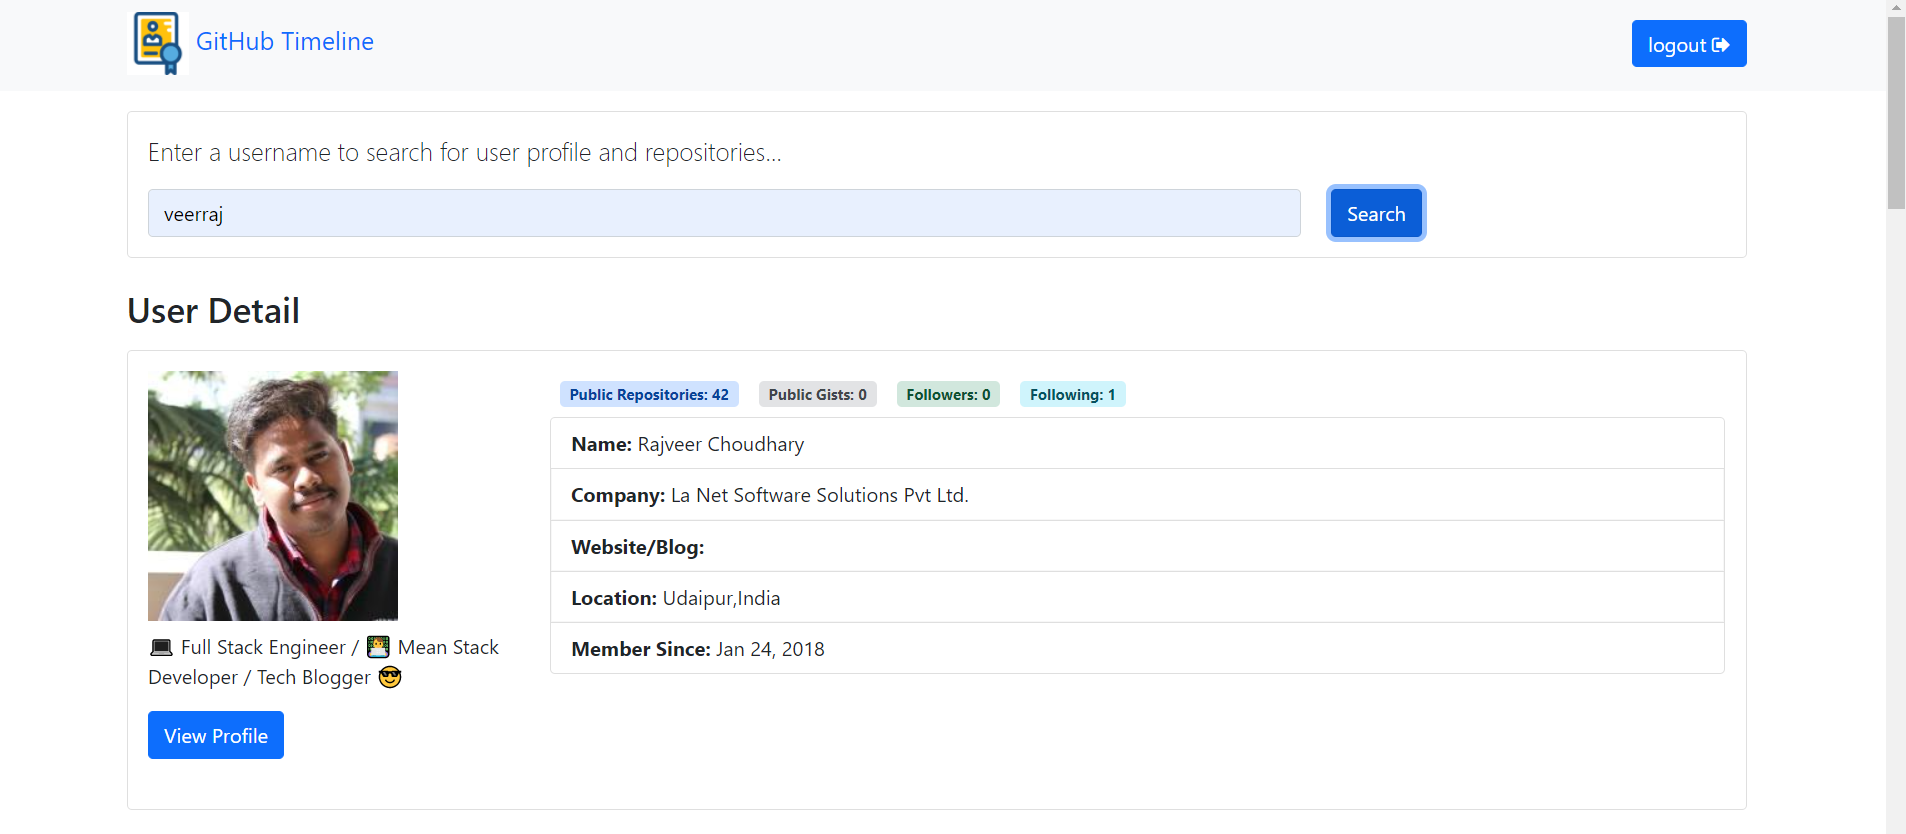 GitHub Timeline
logout
Enter a username to search for user profile and repositories...
veerraj
Search
User Detail
Public Repositories: 42
Public Gists: 0
Followers: 0
Following: 1
Name: Rajveer Choudhary
Company: La Net Software Solutions Pvt Ltd.
Website/Blog:
Location: Udaipur,India
Member Since: Jan 24, 2018
💻 Full Stack Engineer / 👨‍💻 Mean Stack
Developer / Tech Blogger 😎
View Profile